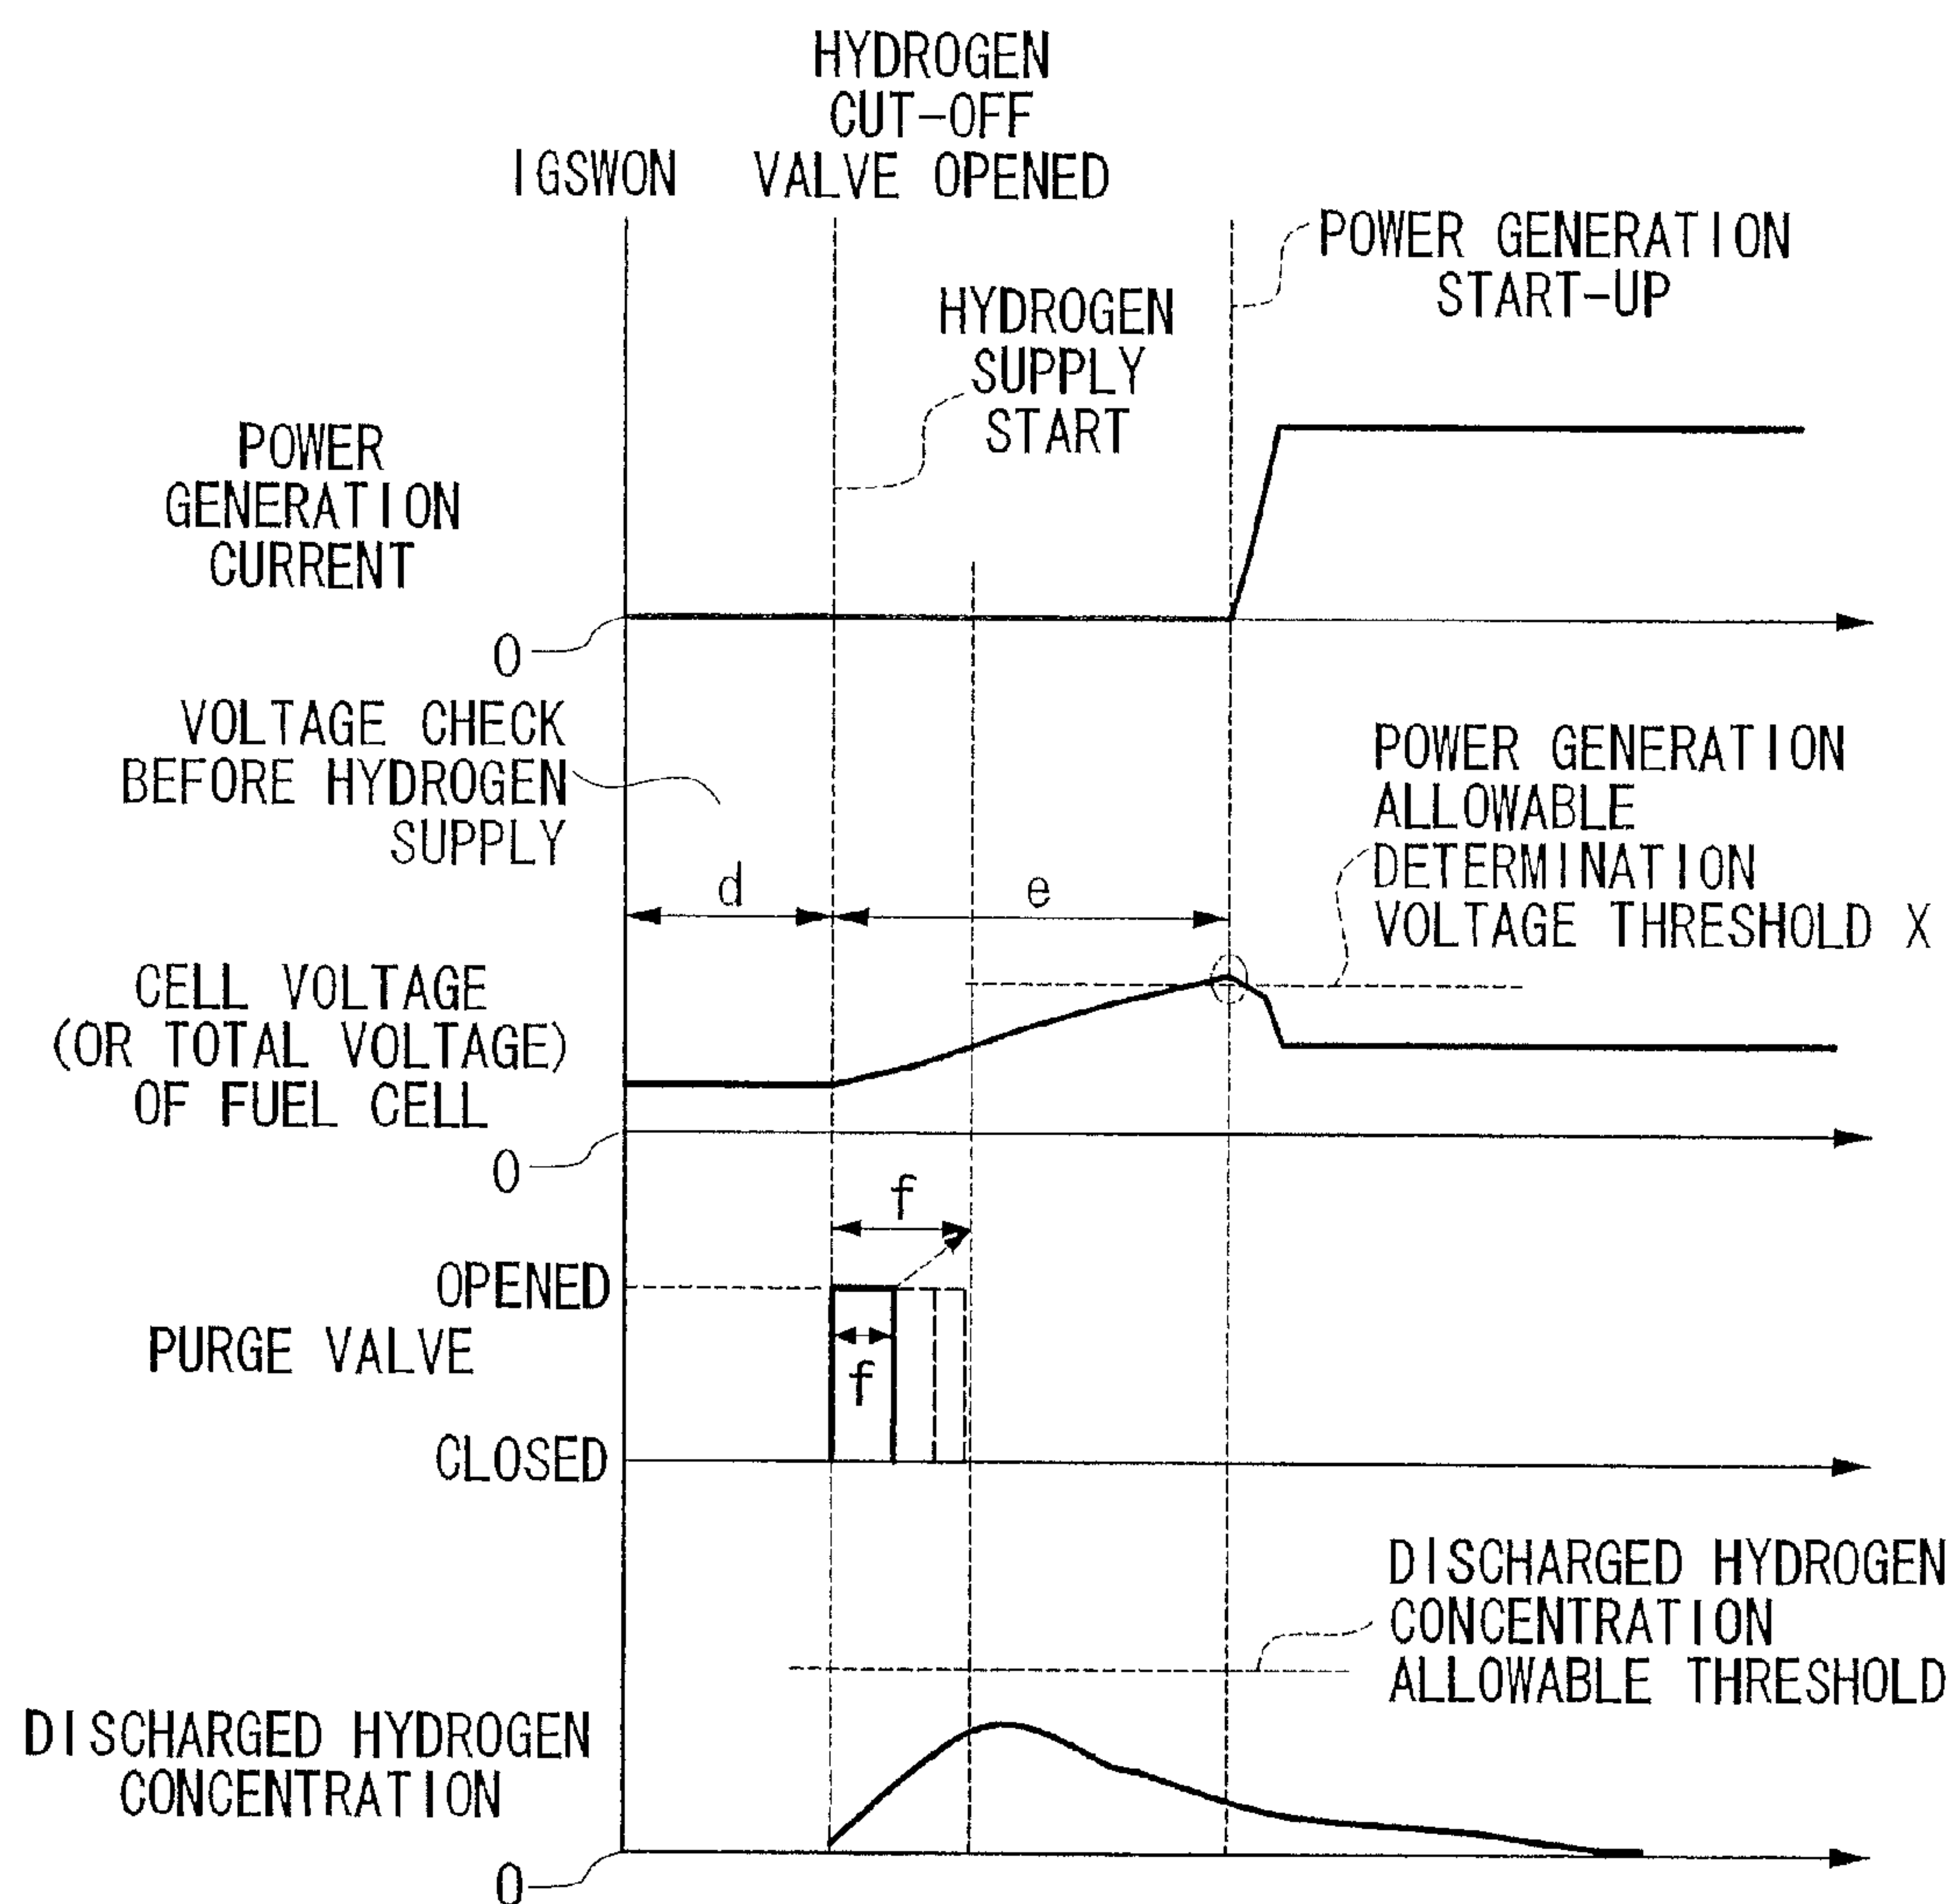 HYDROGEN
CUT-OFF
VALVE OPENED
IGSWON
POWER GENERATION
START-UP
HYDROGEN
SUPPLY
START
POWER
GENERATION
CURRENT
0
VOLTAGE CHECK
BEFORE HYDROGEN
SUPPLY
POWER GENERATION
ALLOWABLE
DETERMINATION
VOLTAGE THRESHOLD X
d
e
CELL VOLTAGE
(OR TOTAL VOLTAGE)
OF FUEL CELL
0
f
OPENED
PURGE VALVE
f
CLOSED
DISCHARGED HYDROGEN
CONCENTRATION
ALLOWABLE THRESHOLD
DISCHARGED HYDROGEN
CONCENTRATION
0